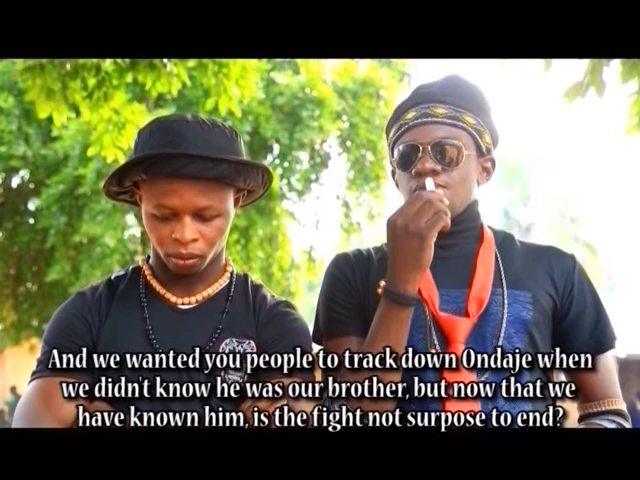 And we wanted you people to track down Ondaje when
we didn't know he was our brother, but now that we
have known him, is the fight not surpose to end?